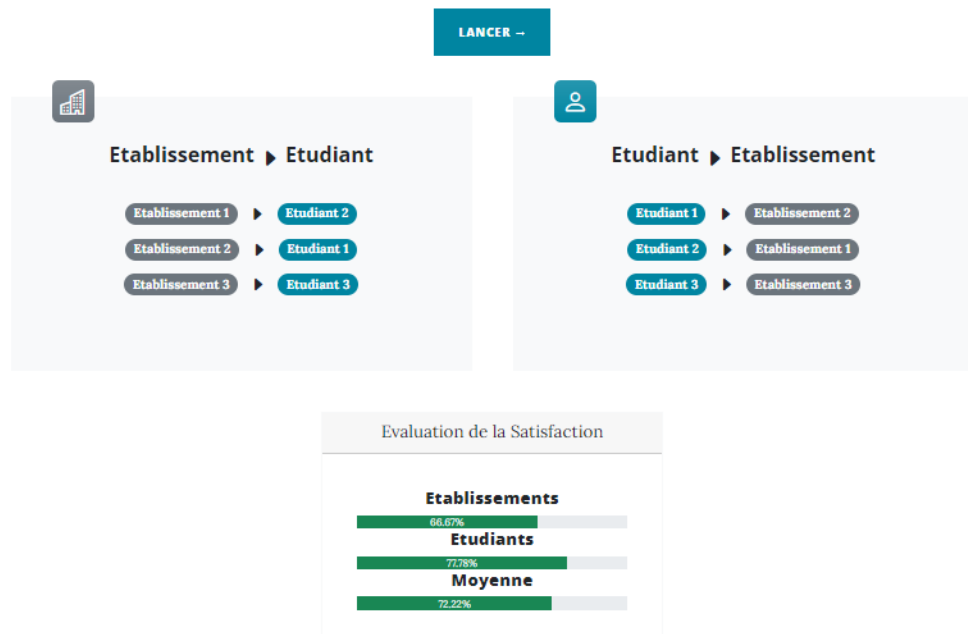 LANCER →
Etablissement ▶ Etudiant
Etablissement 1 ▶ Etudiant 2
Etablissement 2 ▶ Etudiant 1
Etablissement 3 ▶ Etudiant 3
Etudiant ▶ Etablissement
Etudiant 1 ▶ Etablissement 2
Etudiant 2 ▶ Etablissement 1
Etudiant 3 ▶ Etablissement 3
Evaluation de la Satisfaction
Etablissements
66.67%
Etudiants
77.78%
Moyenne
72.22%